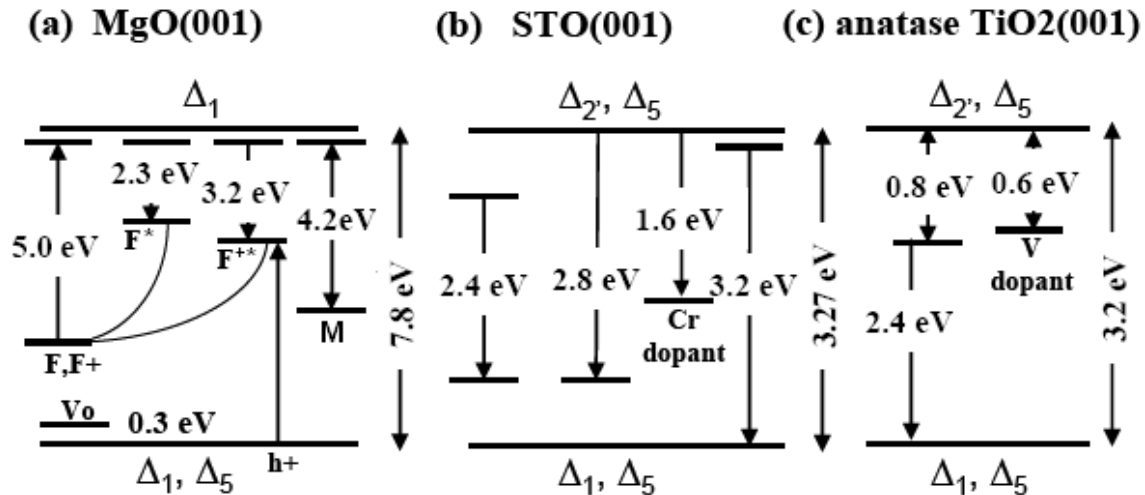 (a) MgO(001)
Δ₁
2.3 eV
3.2 eV
5.0 eV
4.2eV
F*
F⁺*
F,F+
M
Vo
0.3 eV
h+
Δ₁, Δ₅
7.8 eV
(b) STO(001)
Δ₂', Δ₅
1.6 eV
2.4 eV
2.8 eV
3.2 eV
Cr
dopant
Δ₁, Δ₅
3.27 eV
(c) anatase TiO2(001)
Δ₂', Δ₅
0.8 eV
0.6 eV
V
dopant
2.4 eV
Δ₁, Δ₅
3.2 eV